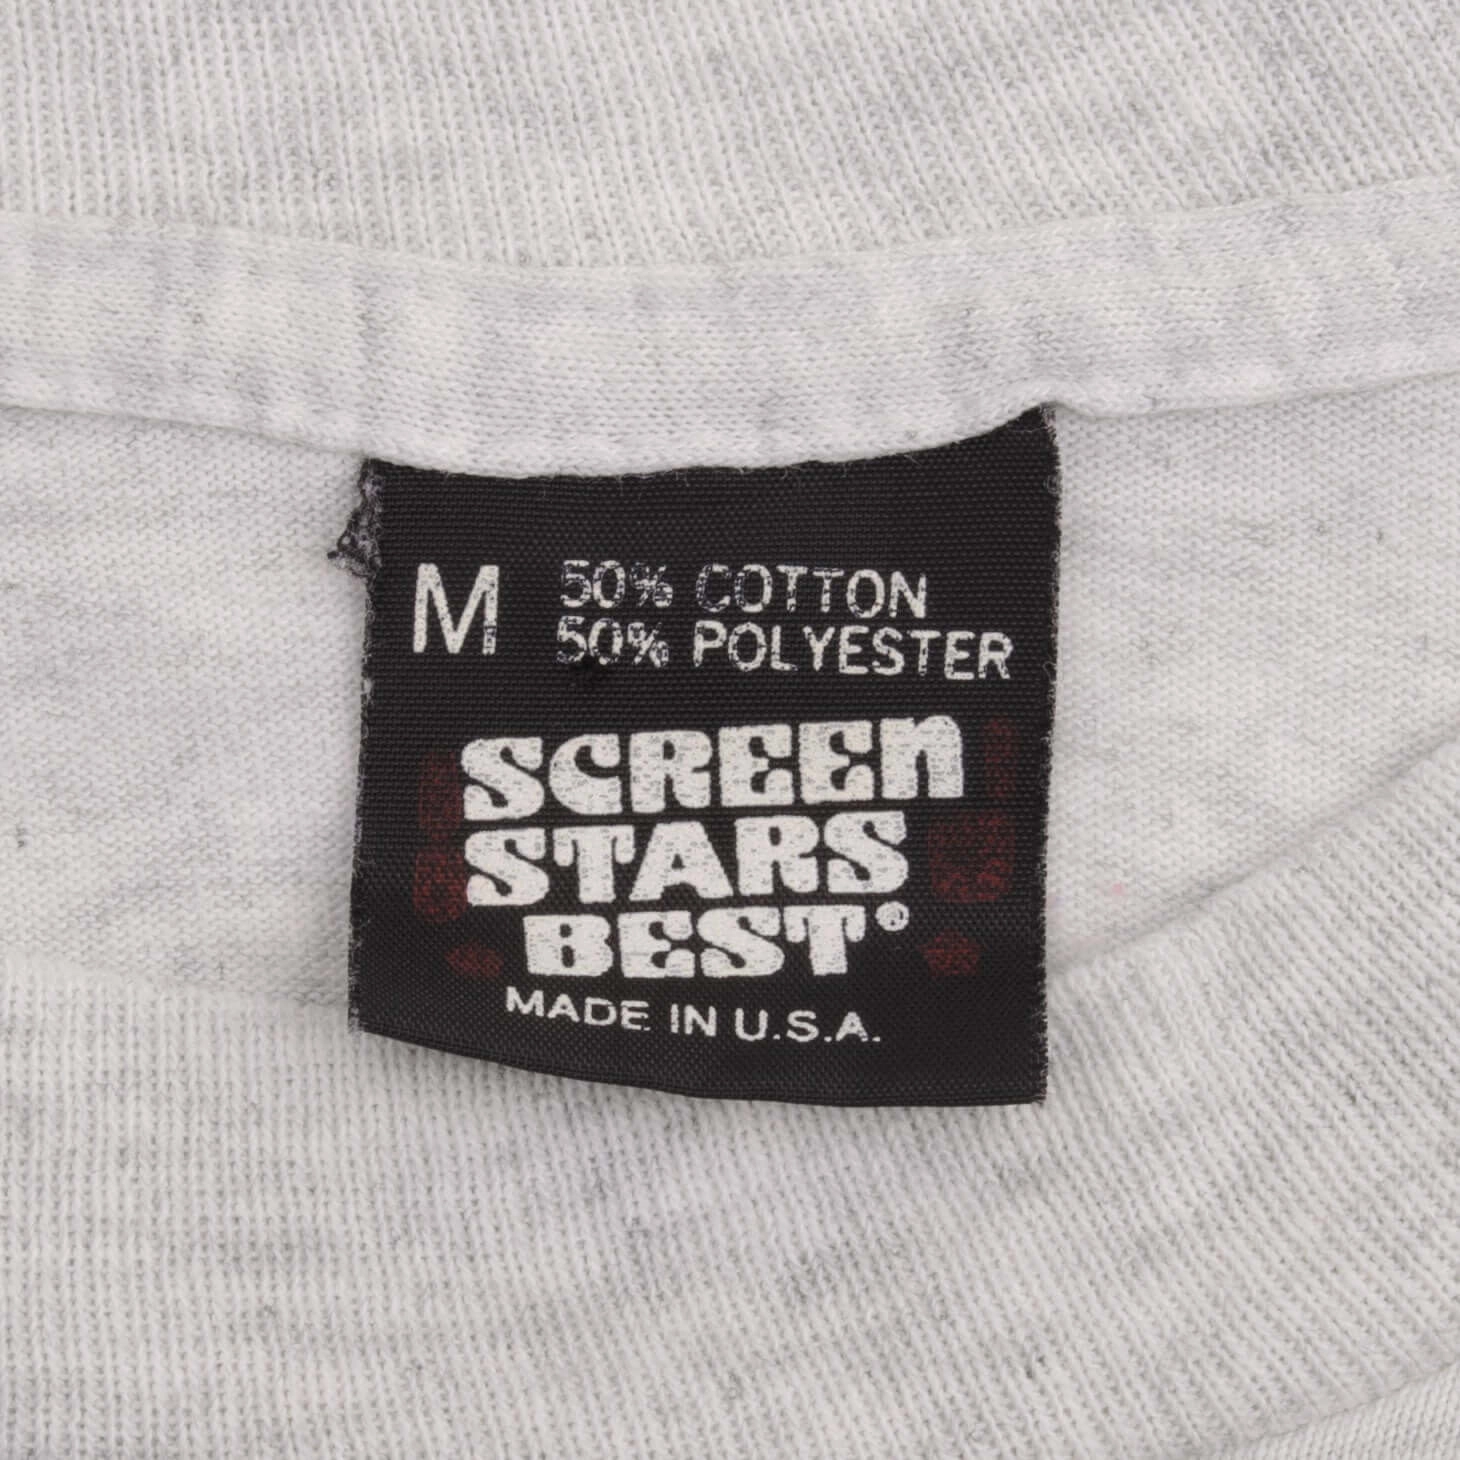 M 50% COTTON
50% POLYESTER
SCREEN
STARS
BEST®
MADE IN U.S.A.